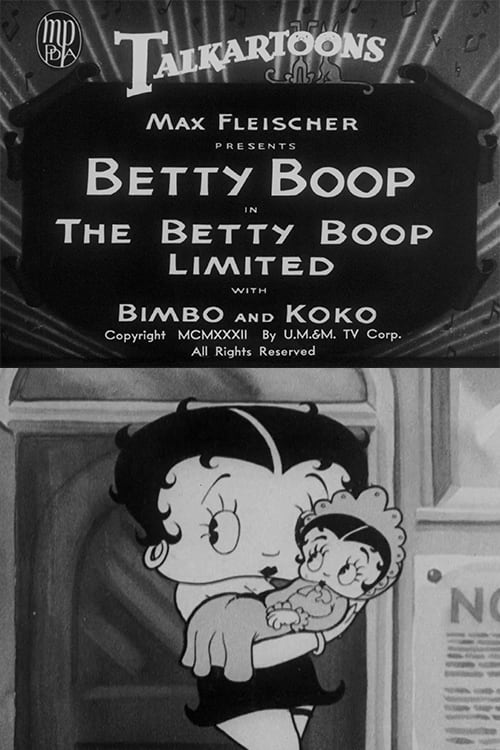 MP
PDA
TALKARTOONS
MAX FLEISCHER
PRESENTS
BETTY BOOP
IN
THE BETTY BOOP
LIMITED
WITH
BIMBO AND KOKO
Copyright MCMXXXII By U.M.&M. TV Corp.
All Rights Reserved